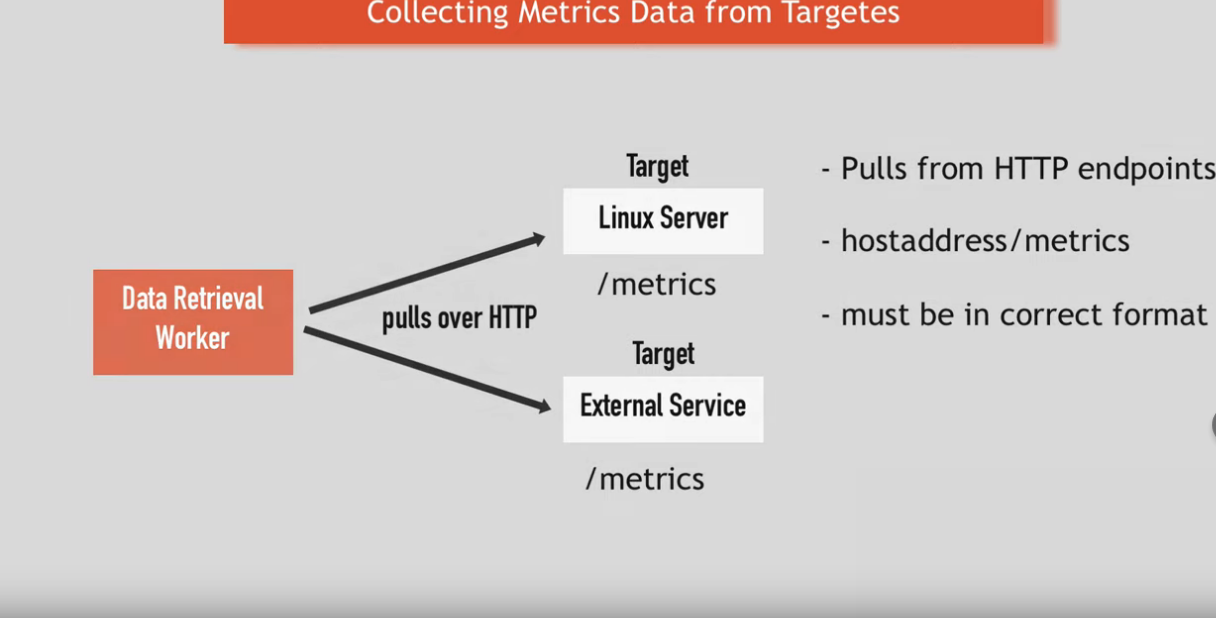 Collecting Metrics Data from Targetes
Target
Linux Server
/metrics
Data Retrieval
Worker
pulls over HTTP
Target
External Service
/metrics
- Pulls from HTTP endpoints
- hostaddress/metrics
- must be in correct format